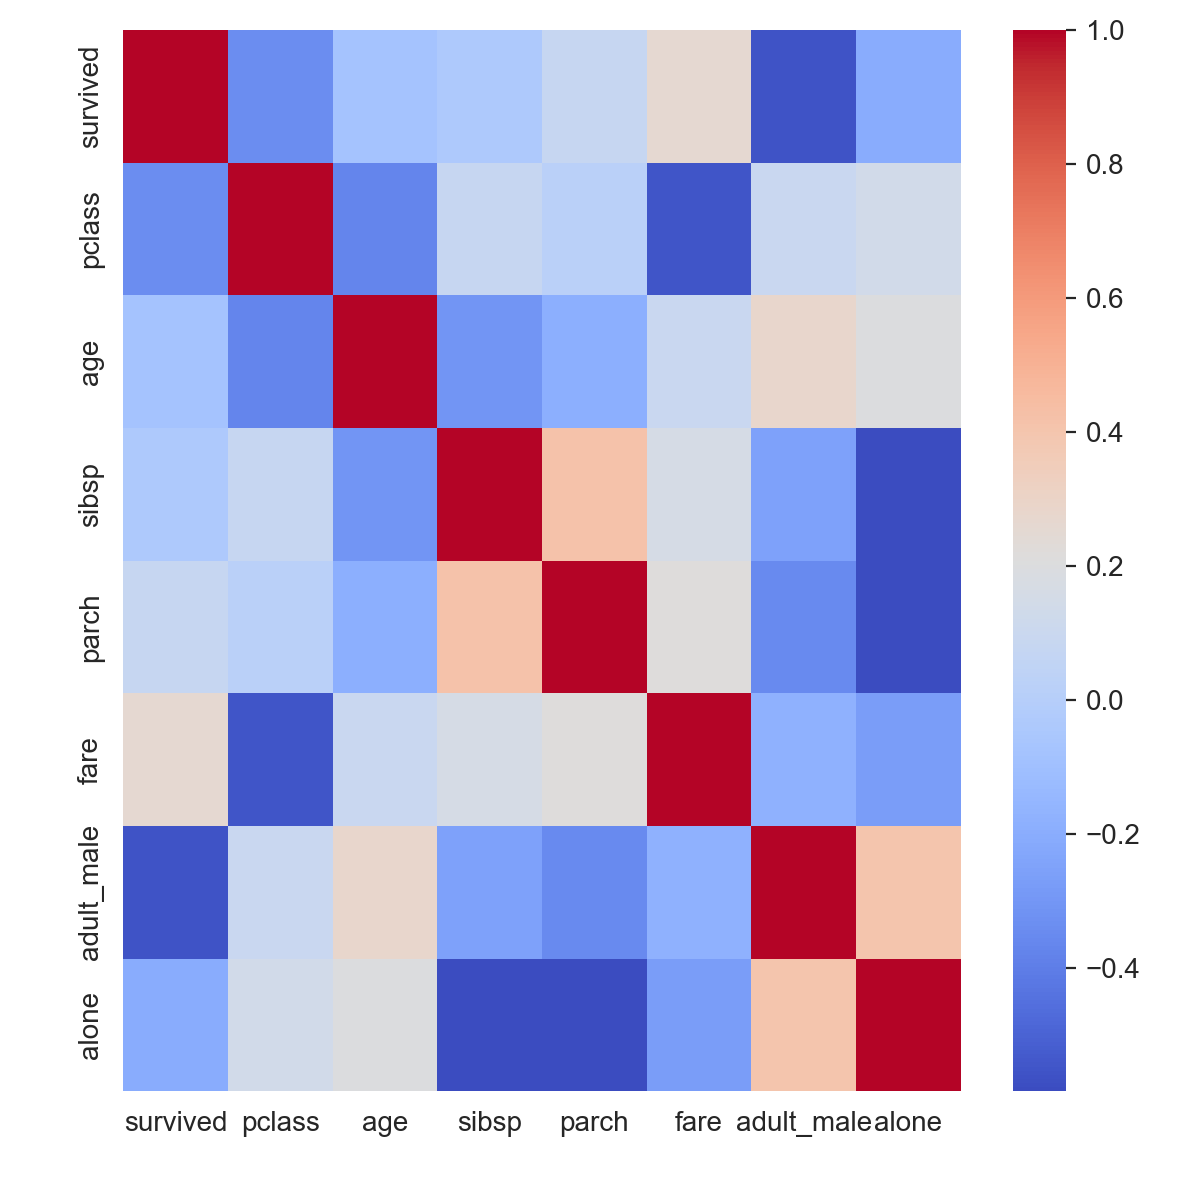 survived
pclass
age
sibsp
parch
fare
adult_male
alone
survived pclass age sibsp parch fare adult_male alone
1.0
0.8
0.6
0.4
0.2
0.0
−0.2
−0.4